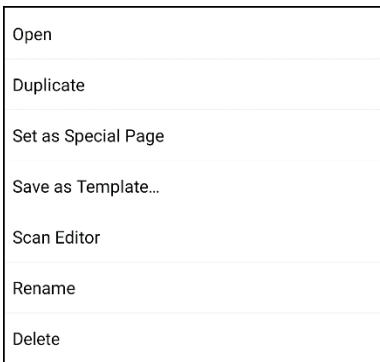 Open
Duplicate
Set as Special Page
Save as Template...
Scan Editor
Rename
Delete